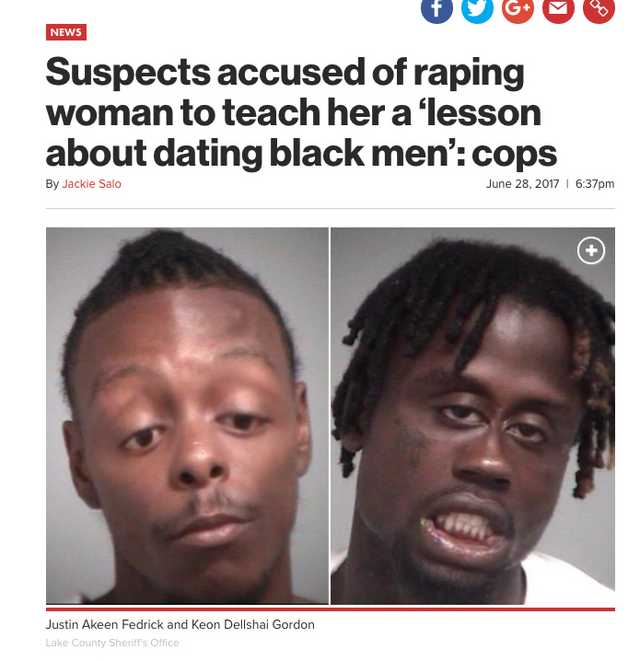 NEWS
Suspects accused of raping
woman to teach her a ‘lesson
about dating black men’: cops
By Jackie Salo
June 28, 2017 | 6:37pm
Justin Akeen Fedrick and Keon Dellshai Gordon
Lake County Sheriff's Office